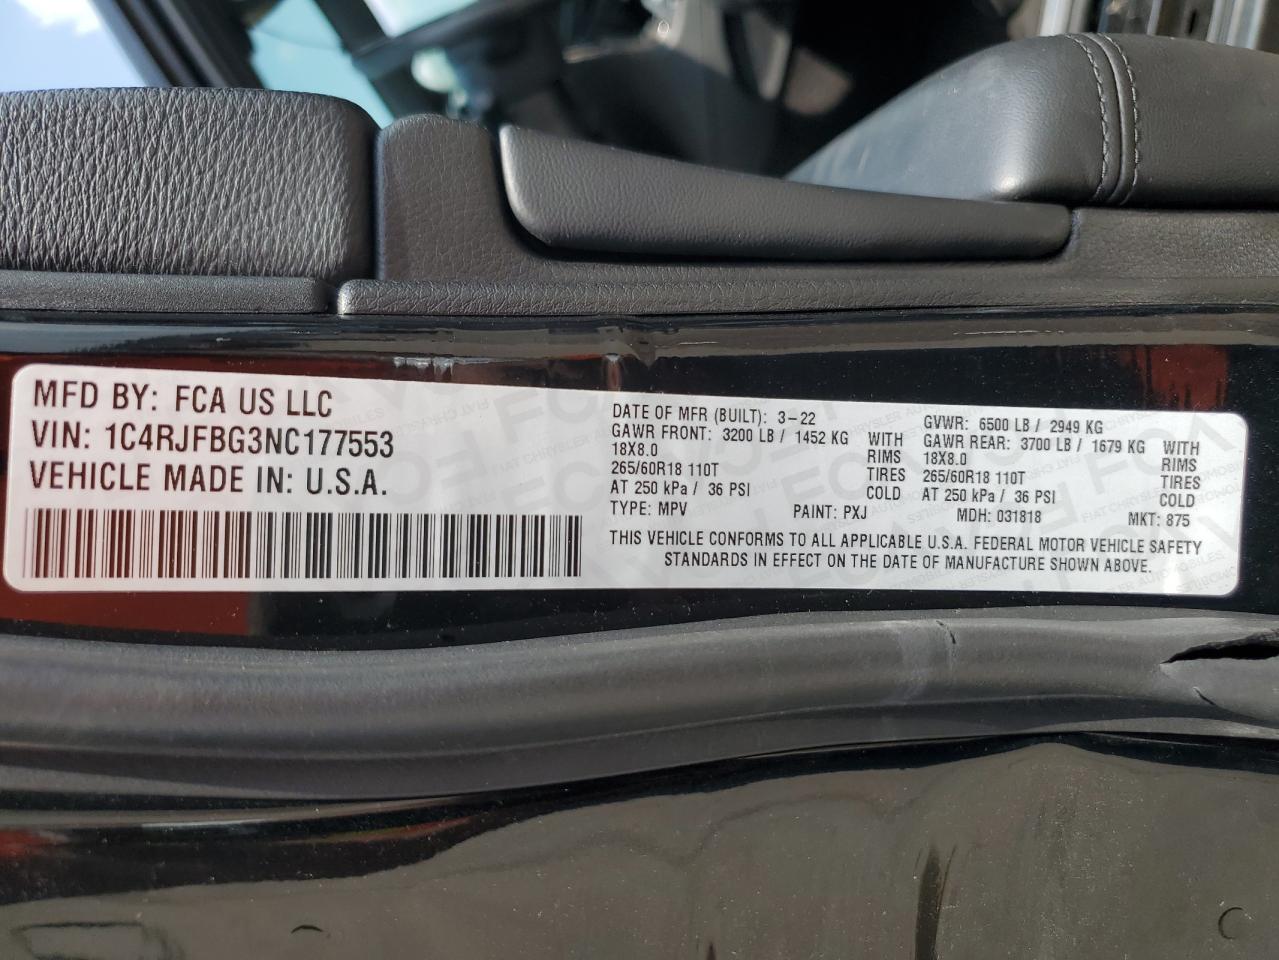 MFD BY: FCA US LLC
VIN: 1C4RJFBG3NC177553
VEHICLE MADE IN: U.S.A.
DATE OF MFR (BUILT): 3-22
GAWR FRONT: 3200 LB / 1452 KG WITH
18X8.0 RIMS
265/60R18 110T TIRES
AT 250 kPa / 36 PSI COLD
TYPE: MPV PAINT: PXJ
GVWR: 6500 LB / 2949 KG
GAWR REAR: 3700 LB / 1679 KG WITH
18X8.0 RIMS
265/60R18 110T TIRES
AT 250 kPa / 36 PSI COLD
MDH: 031818 MKT: 875
THIS VEHICLE CONFORMS TO ALL APPLICABLE U.S.A. FEDERAL MOTOR VEHICLE SAFETY
STANDARDS IN EFFECT ON THE DATE OF MANUFACTURE SHOWN ABOVE.